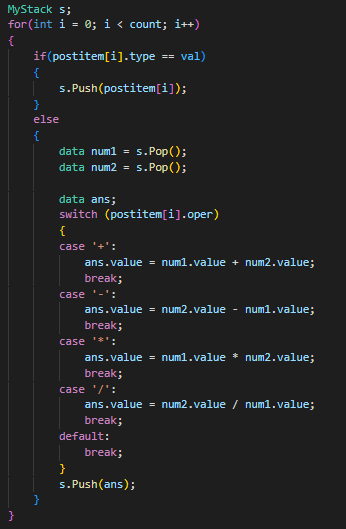 MyStack s;
for(int i = 0; i < count; i++)
{
    if(postitem[i].type == val)
    {
        s.Push(postitem[i]);
    }
    else
    {
        data num1 = s.Pop();
        data num2 = s.Pop();

        data ans;
        switch (postitem[i].oper)
        {
        case '+':
            ans.value = num1.value + num2.value;
            break;
        case '-':
            ans.value = num2.value - num1.value;
            break;
        case '*':
            ans.value = num1.value * num2.value;
            break;
        case '/':
            ans.value = num2.value / num1.value;
            break;
        default:
            break;
        }
        s.Push(ans);
    }
}